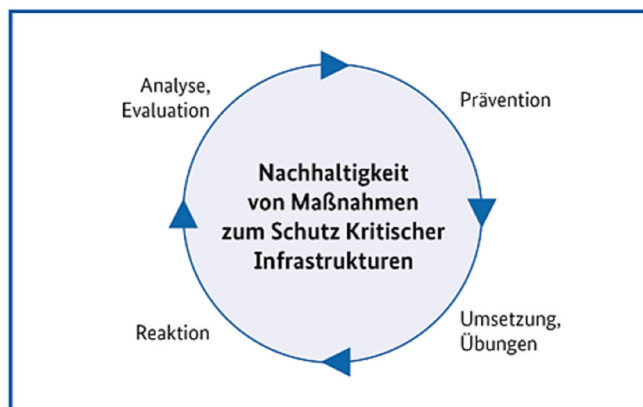 Analyse,
Evaluation
Prävention
Nachhaltigkeit
von Maßnahmen
zum Schutz Kritischer
Infrastrukturen
Reaktion
Umsetzung,
Übungen